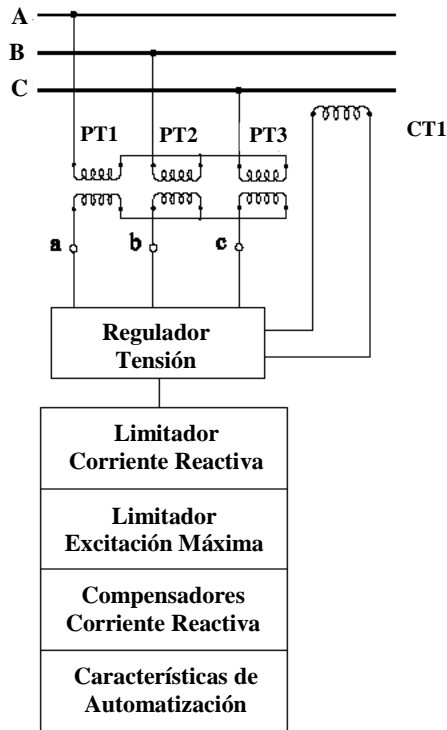 A
B
C
PT1
PT2
PT3
CT1
a
b
c
Regulador
Tensión
Limitador
Corriente Reactiva
Limitador
Excitación Máxima
Compensadores
Corriente Reactiva
Características de
Automatización